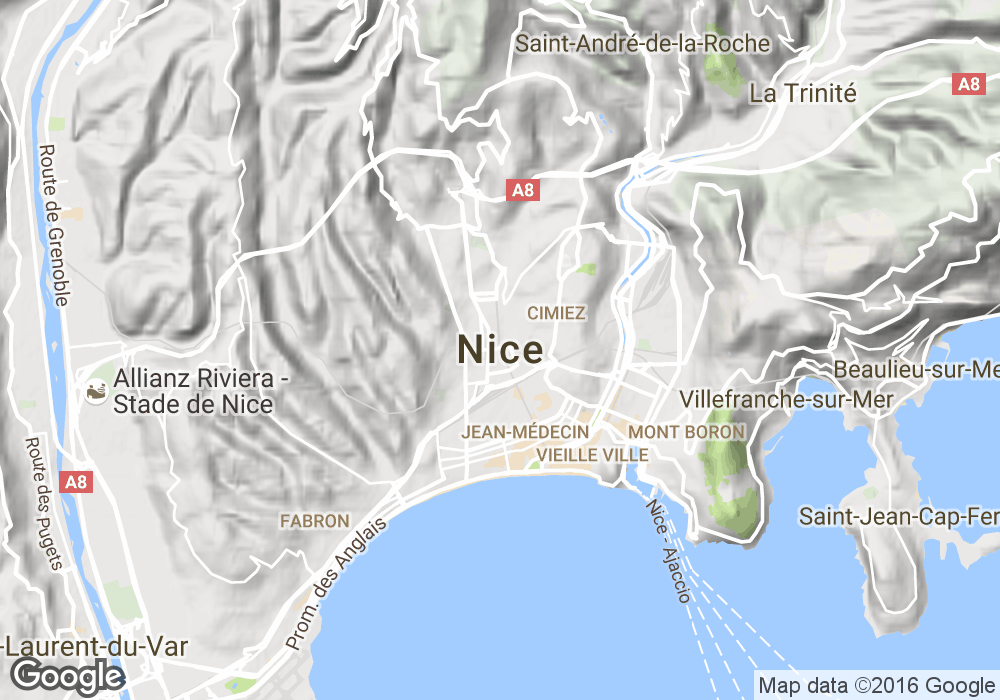 Saint-André-de-la-Roche
La Trinité
A8
Route de Grenoble
A8
CIMIEZ
Nice
Allianz Riviera -
Stade de Nice
Beaulieu-sur-Me
Villefranche-sur-Mer
JEAN-MÉDECIN
MONT BORON
VIEILLE VILLE
Route des Pugets
A8
FABRON
Prom. des Anglais
Nice - Ajaccio
Saint-Jean-Cap-Fer
-Laurent-du-Var
Google
Map data ©2016 Google